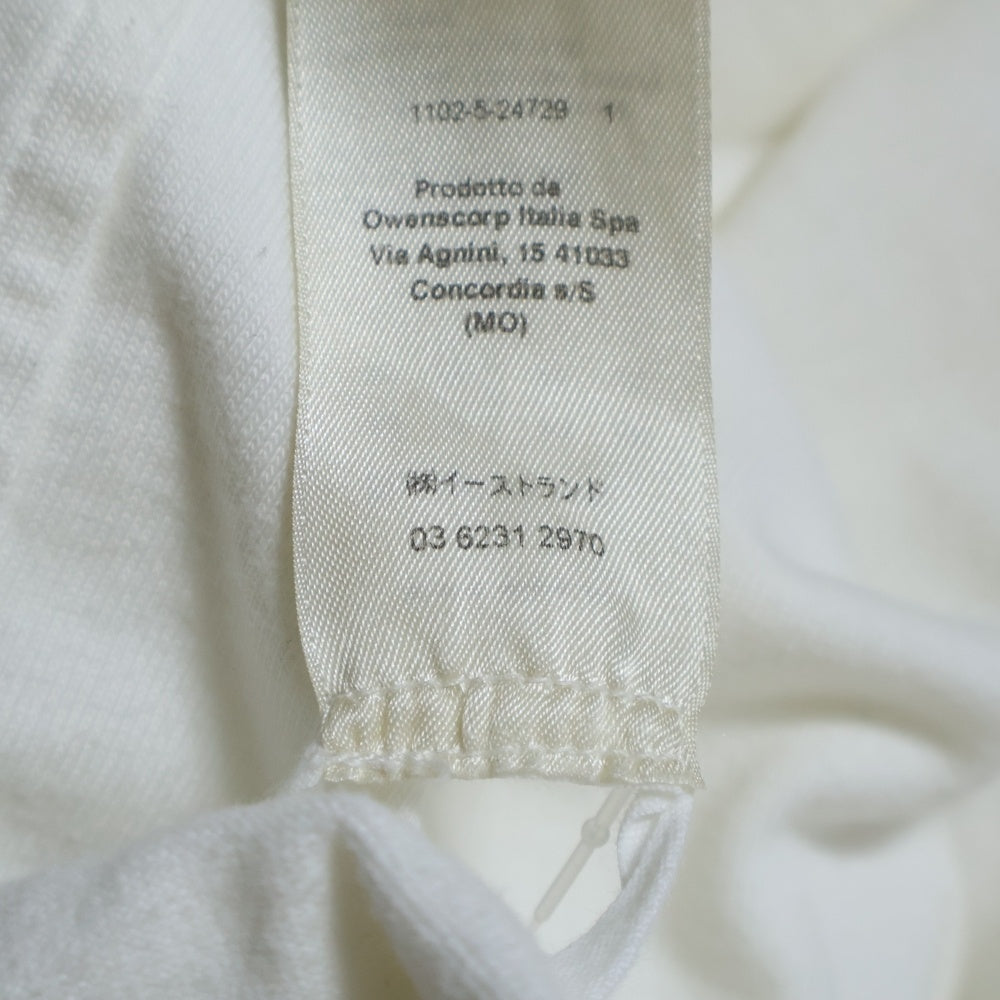 1102-5-24729 1
Prodotto da
Owenscorp Italia Spa
Via Agnini, 15 41033
Concordia s/S
(MO)
㈱イーストランド
03 6231 2970